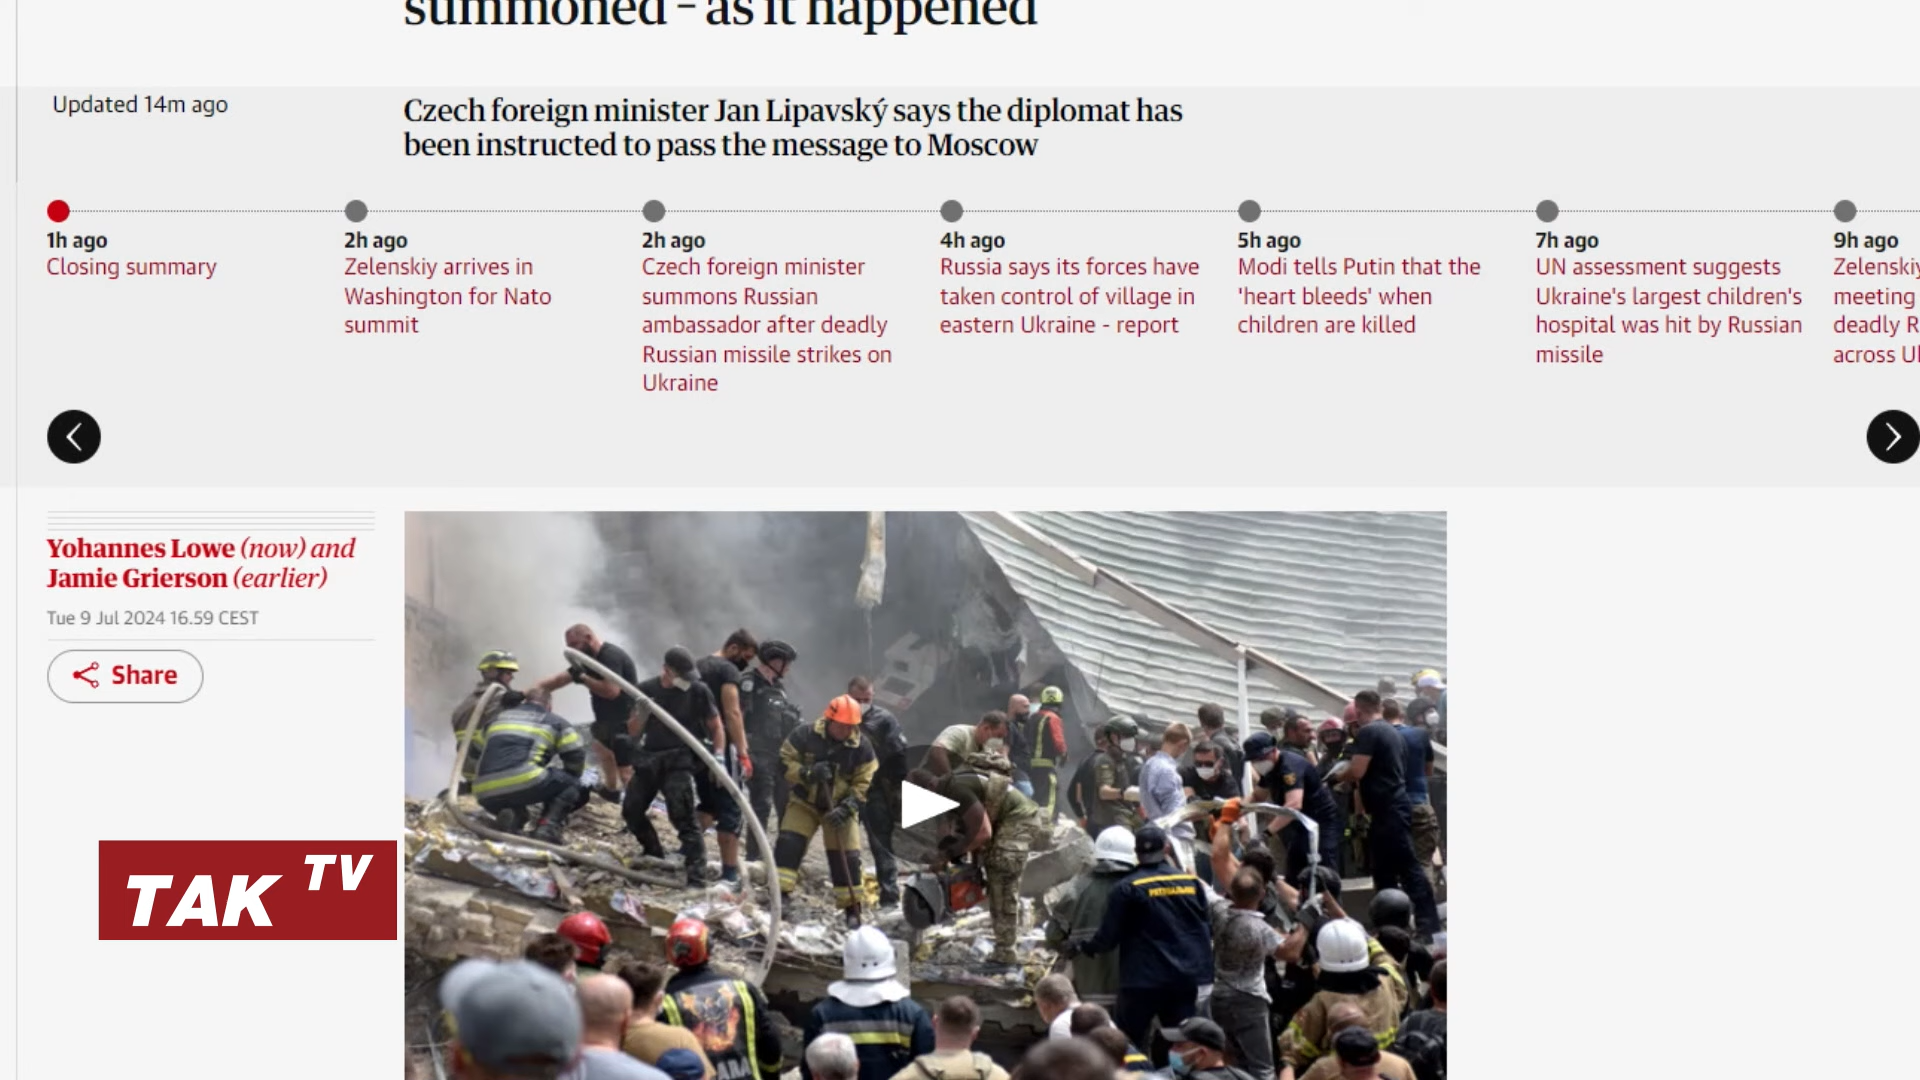 summoned – as it happened
Updated 14m ago
Czech foreign minister Jan Lipavský says the diplomat has
been instructed to pass the message to Moscow
1h ago
Closing summary
2h ago
Zelenskiy arrives in
Washington for Nato
summit
2h ago
Czech foreign minister
summons Russian
ambassador after deadly
Russian missile strikes on
Ukraine
4h ago
Russia says its forces have
taken control of village in
eastern Ukraine - report
5h ago
Modi tells Putin that the
'heart bleeds' when
children are killed
7h ago
UN assessment suggests
Ukraine's largest children's
hospital was hit by Russian
missile
9h ago
Zelenskiy
meeting
deadly R
across U
Yohannes Lowe (now) and
Jamie Grierson (earlier)
Tue 9 Jul 2024 16.59 CEST
Share
TAK TV